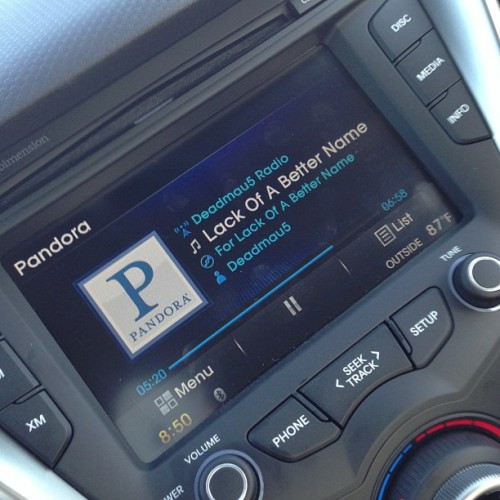 DISC
MEDIA
INFO
Pandora
Deadmau5 Radio
Lack Of A Better Name
For Lack Of A Better Name
Deadmau5
06:58
List
OUTSIDE 87°F
P
PANDORA
05:20
Menu
8:50
TUNE
SETUP
SEEK
TRACK
PHONE
VOLUME
XM